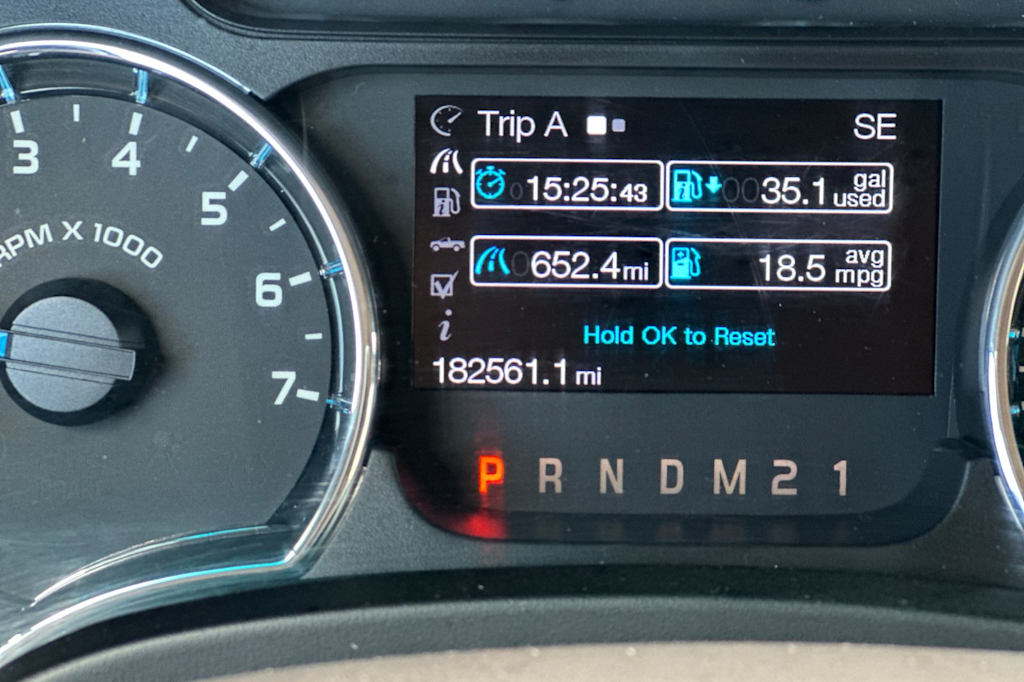 Trip A SE
15:25:43 35.1 gal used
652.4 mi 18.5 avg mpg
Hold OK to Reset
182561.1 mi
P R N D M 2 1
3 4 5 6 7
RPM X 1000